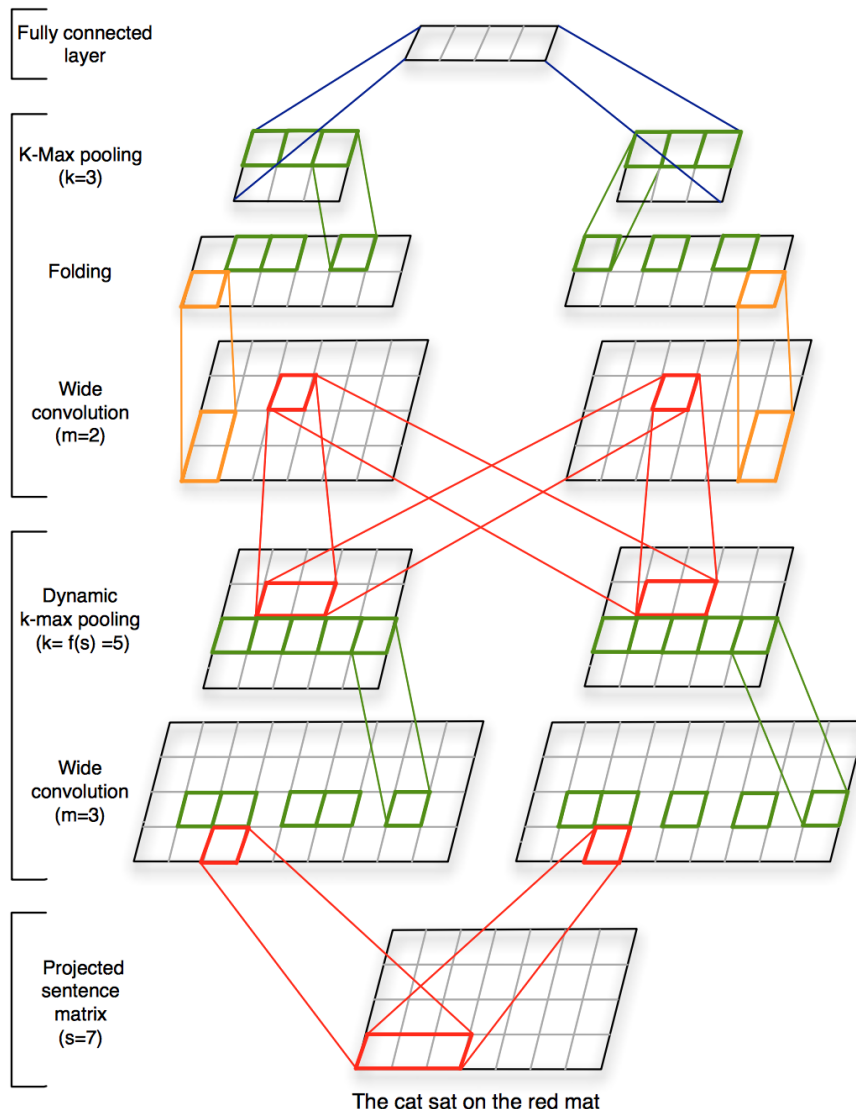 Fully connected
layer
K-Max pooling
(k=3)
Folding
Wide
convolution
(m=2)
Dynamic
k-max pooling
(k= f(s) =5)
Wide
convolution
(m=3)
Projected
sentence
matrix
(s=7)
The cat sat on the red mat